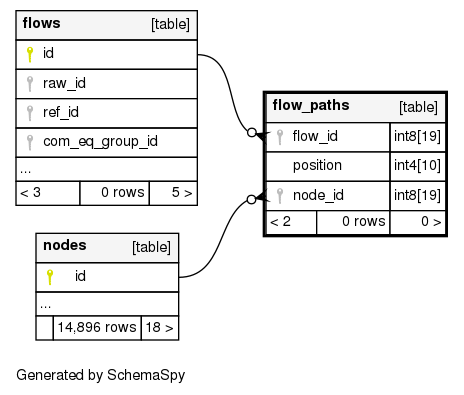 flows [table]
id
raw_id
ref_id
com_eq_group_id
...
< 3 0 rows 5 >
flow_paths [table]
flow_id int8[19]
position int4[10]
node_id int8[19]
< 2 0 rows 0 >
nodes [table]
id
...
14,896 rows 18 >
Generated by SchemaSpy